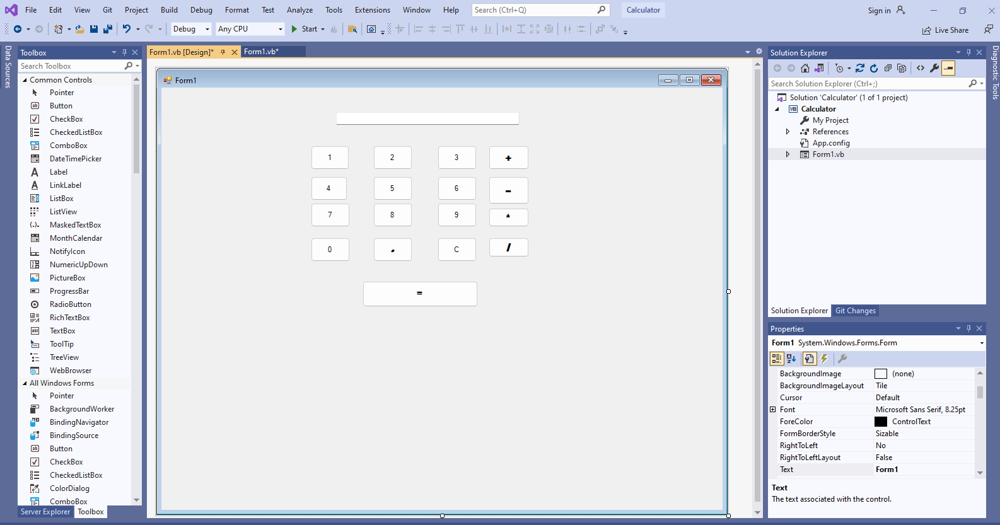 File Edit View Git Project Build Debug Format Test Analyze Tools Extensions Window Help Search (Ctrl+Q) Calculator Sign in
Debug Any CPU Start Live Share
Data Sources
Toolbox
Search Toolbox
Common Controls
Pointer
Button
CheckBox
CheckedListBox
ComboBox
DateTimePicker
Label
LinkLabel
ListBox
ListView
MaskedTextBox
MonthCalendar
NotifyIcon
NumericUpDown
PictureBox
ProgressBar
RadioButton
RichTextBox
TextBox
ToolTip
TreeView
WebBrowser
All Windows Forms
Pointer
BackgroundWorker
BindingNavigator
BindingSource
Button
CheckBox
CheckedListBox
ColorDialog
ComboBox
Server Explorer Toolbox
Form1.vb [Design]* Form1.vb*
Form1
1 2 3 +
4 5 6 -
7 8 9 *
0 . C /
=
Solution Explorer
Search Solution Explorer (Ctrl+;)
Solution 'Calculator' (1 of 1 project)
VB Calculator
My Project
References
App.config
Form1.vb
Solution Explorer Git Changes
Properties
Form1 System.Windows.Forms.Form
BackgroundImage (none)
BackgroundImageLayout Tile
Cursor Default
Font Microsoft Sans Serif, 8.25pt
ForeColor ControlText
FormBorderStyle Sizable
RightToLeft No
RightToLeftLayout False
Text Form1
Text
The text associated with the control.
Diagnostic Tools